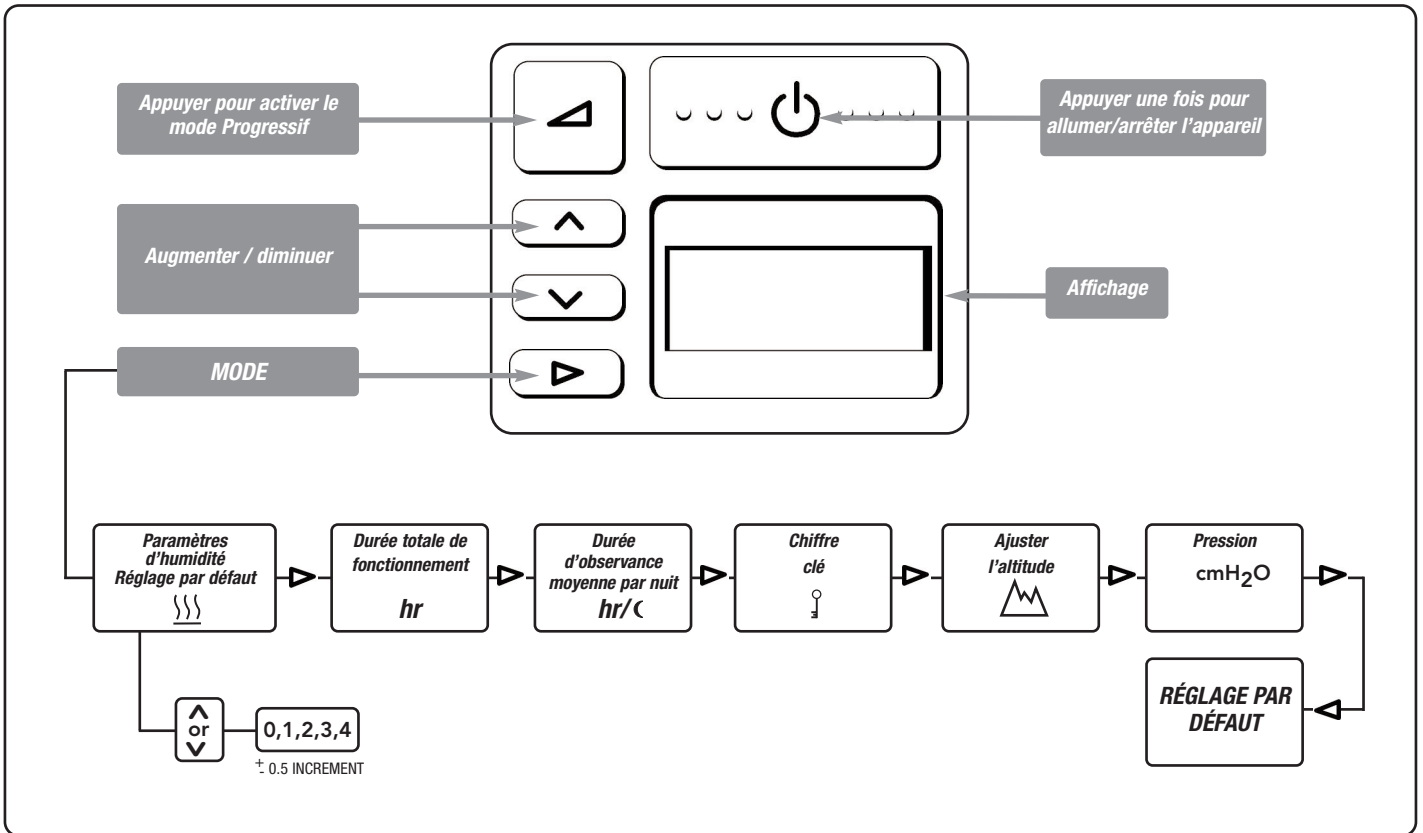 Appuyer pour activer le
mode Progressif
Appuyer une fois pour
allumer/arrêter l'appareil
Augmenter / diminuer
Affichage
MODE
Paramètres
d'humidité
Réglage par défaut
Durée totale de
fonctionnement
hr
Durée
d'observance
moyenne par nuit
hr/☾
Chiffre
clé
Ajuster
l'altitude
Pression
cmH₂O
RÉGLAGE PAR
DÉFAUT
or
0,1,2,3,4
+- 0.5 INCREMENT